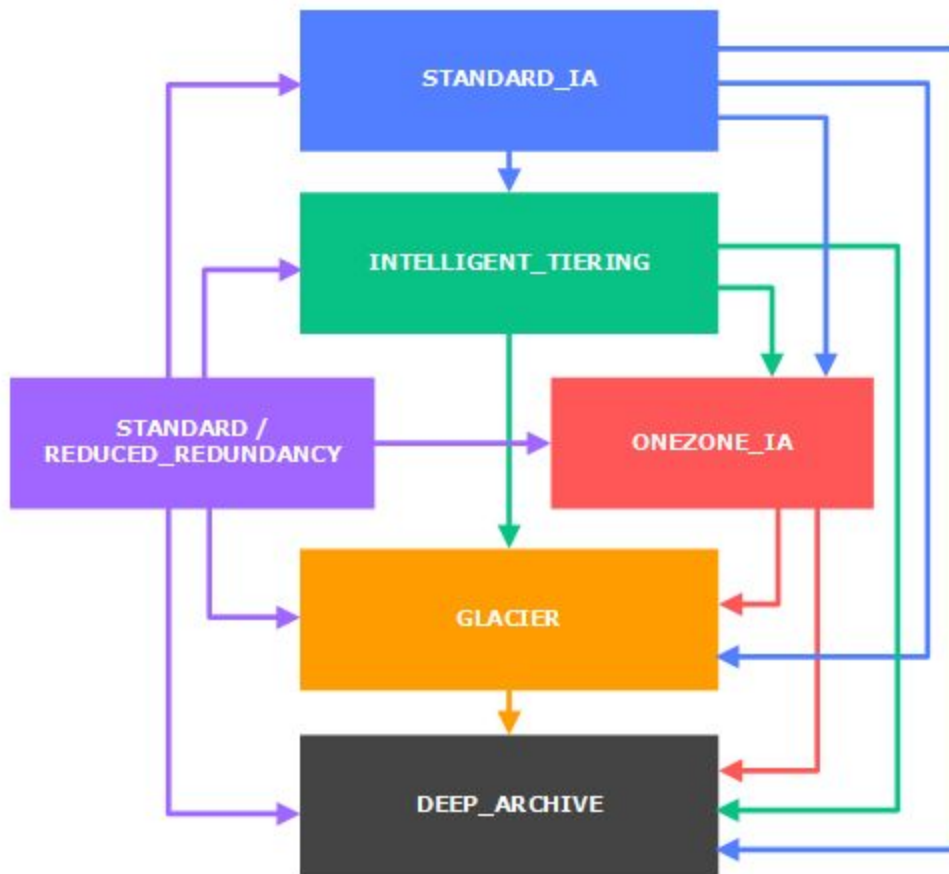 STANDARD_IA
INTELLIGENT_TIERING
STANDARD /
REDUCED_REDUNDANCY
ONEZONE_IA
GLACIER
DEEP_ARCHIVE